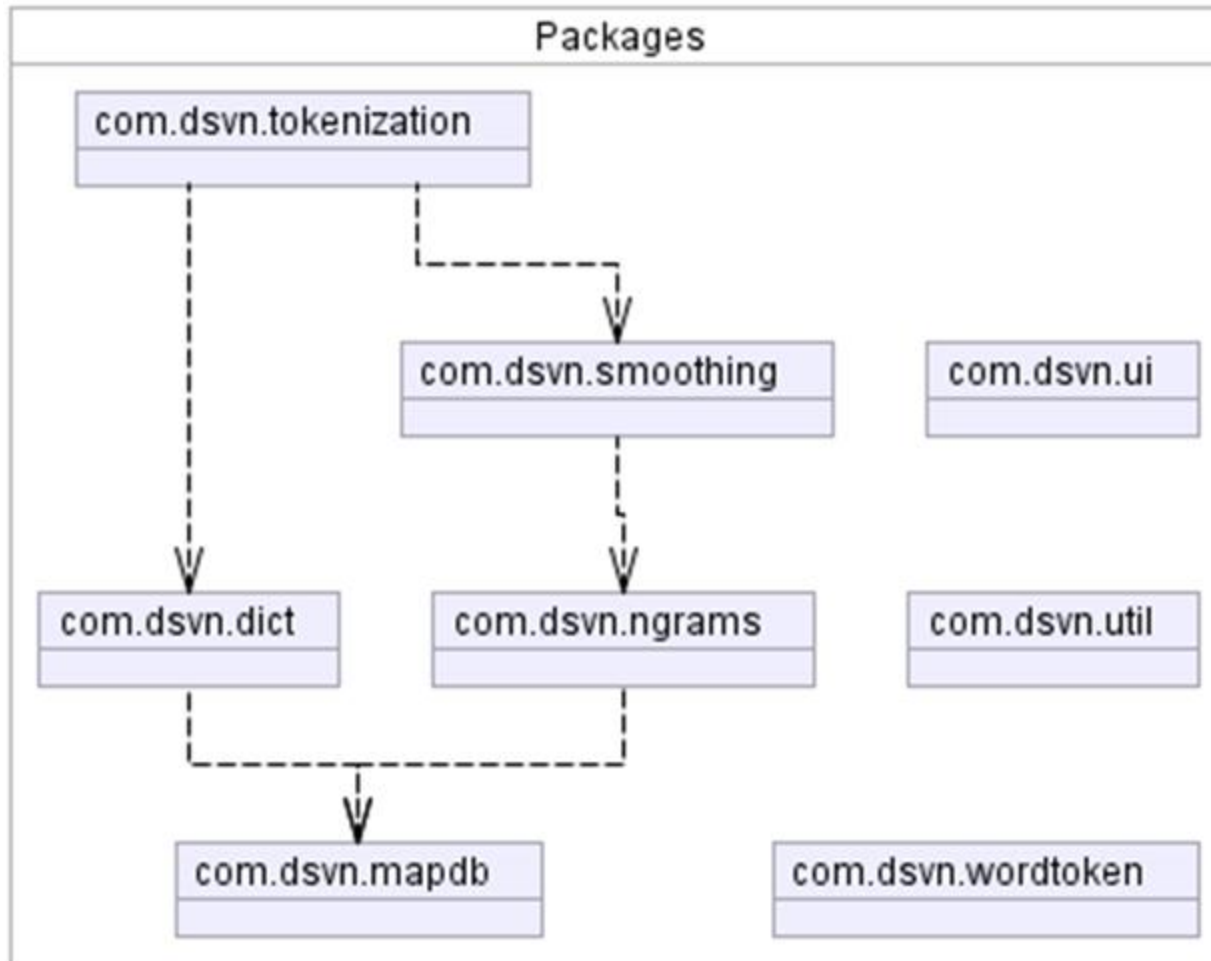 Packages
com.dsvn.tokenization
com.dsvn.smoothing
com.dsvn.ui
com.dsvn.dict
com.dsvn.ngrams
com.dsvn.util
com.dsvn.mapdb
com.dsvn.wordtoken